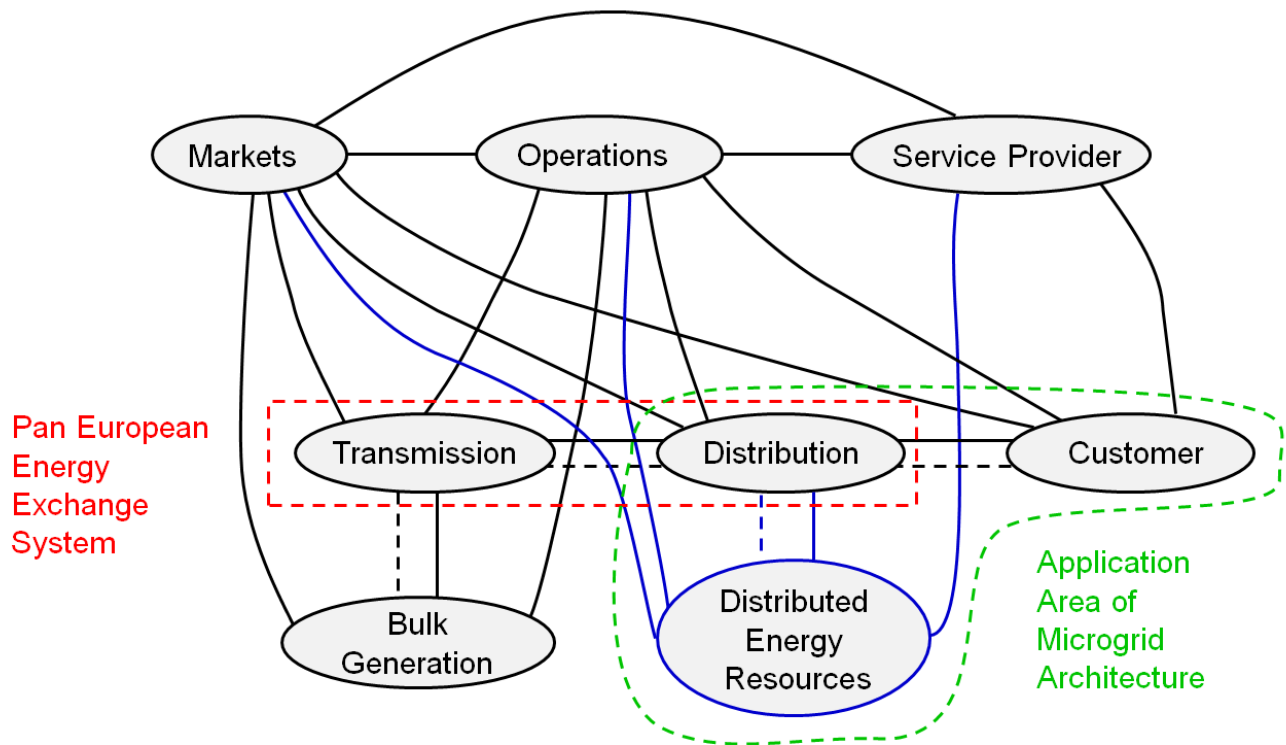 Markets
Operations
Service Provider
Pan European
Energy
Exchange
System
Transmission
Distribution
Customer
Bulk
Generation
Distributed
Energy
Resources
Application
Area of
Microgrid
Architecture